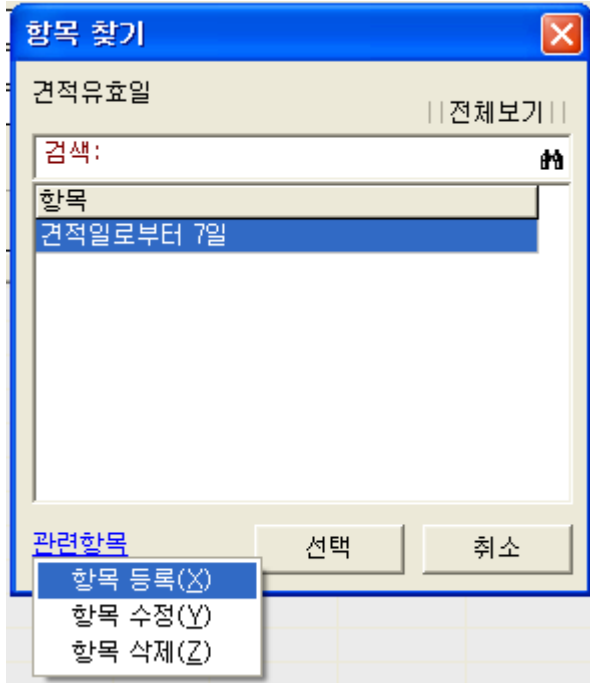 항목 찾기
견적유효일
||전체보기||
검색:
항목
견적일로부터 7일
관련항목
선택
취소
항목 등록(X)
항목 수정(Y)
항목 삭제(Z)